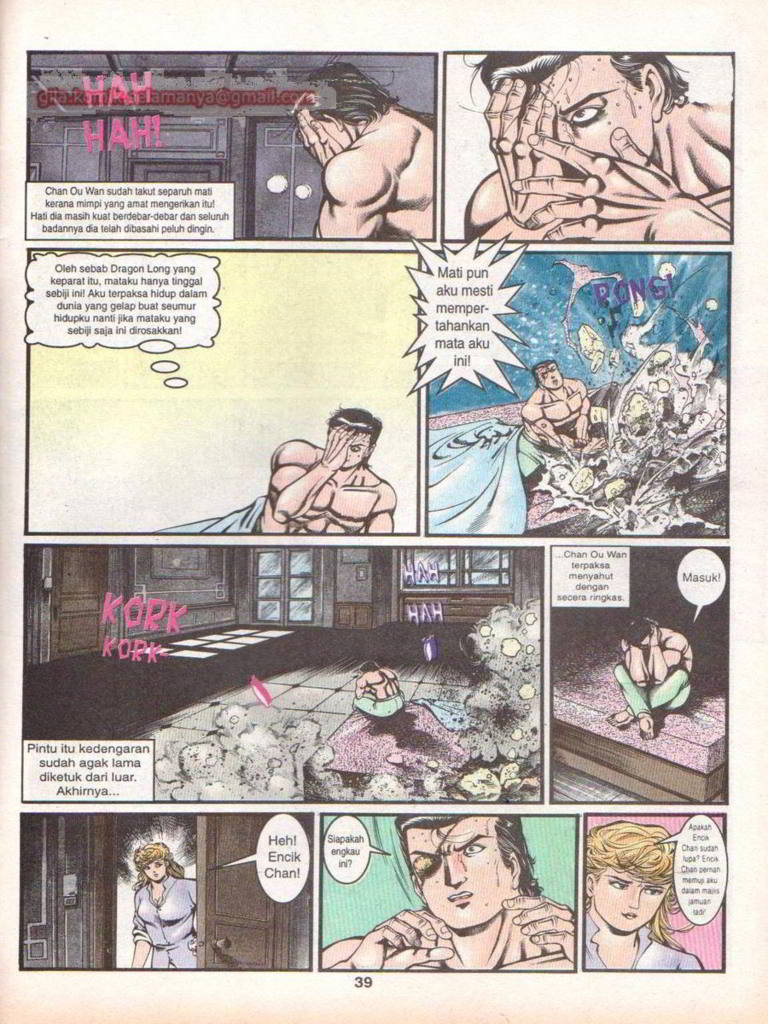 HAH
HAH!
Chan Ou Wan sudah takut separuh mati
kerana mimpi yang amat mengerikan itu!
Hati dia masih kuat berdebar-debar dan seluruh
badannya dia telah dibasahi peluh dingin.
Oleh sebab Dragon Long yang
keparat itu, mataku hanya tinggal
sebiji ini! Aku terpaksa hidup dalam
dunia yang gelap buat seumur
hidupku nanti jika mataku yang
sebiji saja ini dirosakkan!
Mati pun
aku mesti
memper-
tahankan
mata aku
ini!
PONG!
KORK
KORK
HAH
HAH
Pintu itu kedengaran
sudah agak lama
diketuk dari luar.
Akhirnya...
...Chan Ou Wan
terpaksa
menyahut
dengan
secera ringkas.
Masuk!
Heh!
Encik
Chan!
Siapakah
engkau
ini?
Apakah
Encik
Chan sudah
lupa? Encik
Chan pernah
memuji aku
dalam majlis
jamuan
tadi!
39